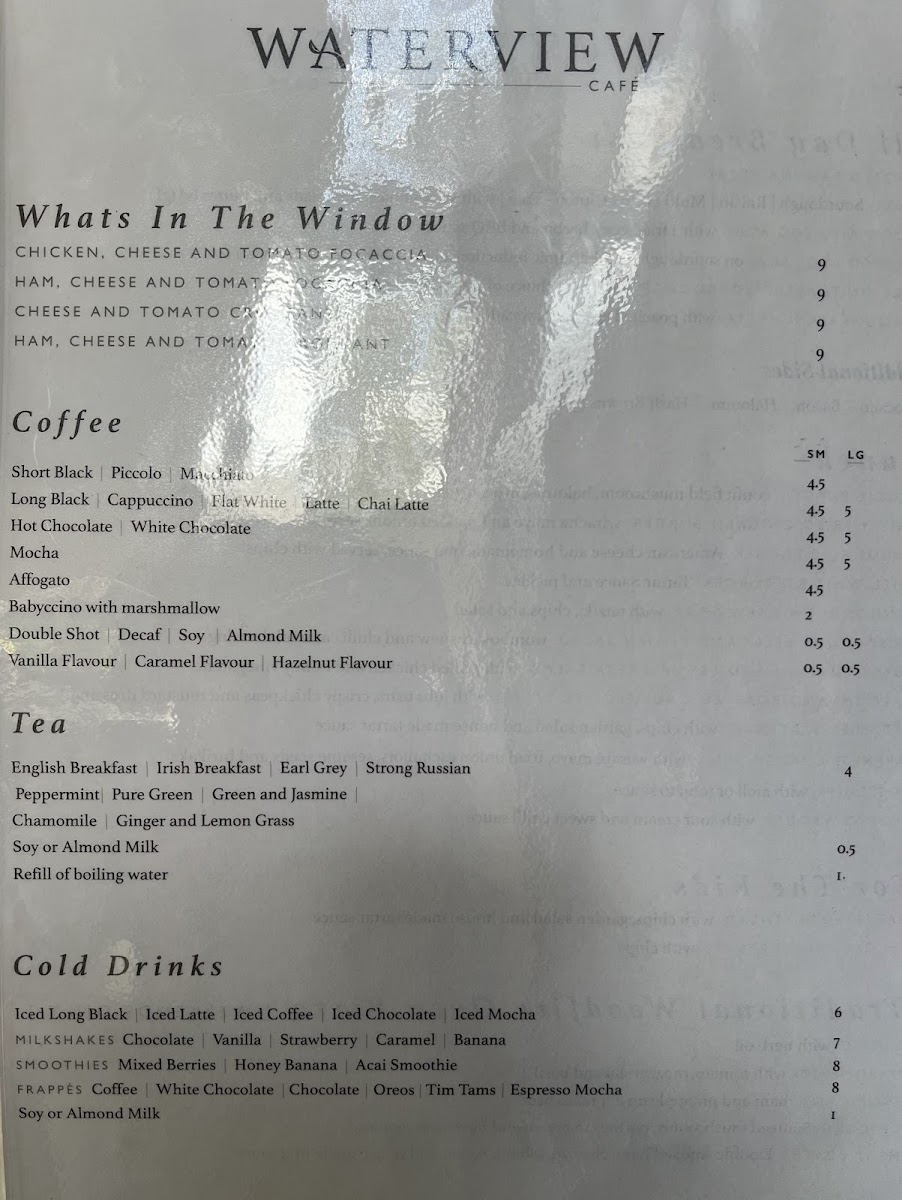 WATERVIEW
CAFÉ
Whats In The Window
CHICKEN, CHEESE AND TOMATO FOCACCIA 9
HAM, CHEESE AND TOMATO FOCACCIA 9
CHEESE AND TOMATO CROISSANT 9
HAM, CHEESE AND TOMATO CROISSANT 9
Coffee
SM LG
Short Black | Piccolo | Macchiato 4.5
Long Black | Cappuccino | Flat White | Latte | Chai Latte 4.5 5
Hot Chocolate | White Chocolate 4.5 5
Mocha 4.5 5
Affogato 4.5
Babyccino with marshmallow 2
Double Shot | Decaf | Soy | Almond Milk 0.5 0.5
Vanilla Flavour | Caramel Flavour | Hazelnut Flavour 0.5 0.5
Tea
English Breakfast | Irish Breakfast | Earl Grey | Strong Russian 4
Peppermint| Pure Green | Green and Jasmine |
Chamomile | Ginger and Lemon Grass
Soy or Almond Milk 0.5
Refill of boiling water 1.
Cold Drinks
Iced Long Black | Iced Latte | Iced Coffee | Iced Chocolate | Iced Mocha 6
MILKSHAKES Chocolate | Vanilla | Strawberry | Caramel | Banana 7
SMOOTHIES Mixed Berries | Honey Banana | Acai Smoothie 8
FRAPPÈS Coffee | White Chocolate | Chocolate | Oreos | Tim Tams | Espresso Mocha 8
Soy or Almond Milk 1